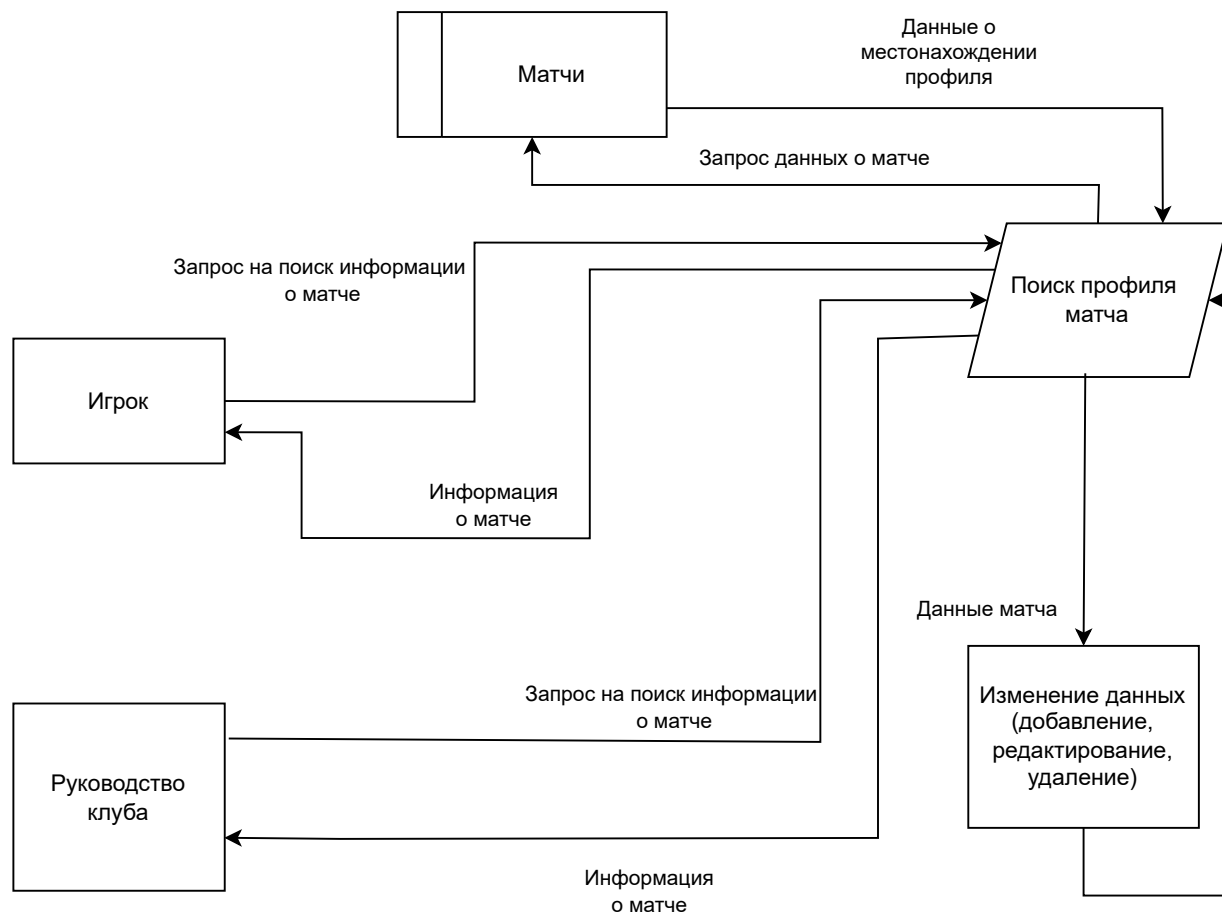 Данные о
местонахождении
профиля
Матчи
Запрос данных о матче
Запрос на поиск информации
о матче
Поиск профиля
матча
Игрок
Информация
о матче
Данные матча
Запрос на поиск информации
о матче
Изменение данных
(добавление,
редактирование,
удаление)
Руководство
клуба
Информация
о матче